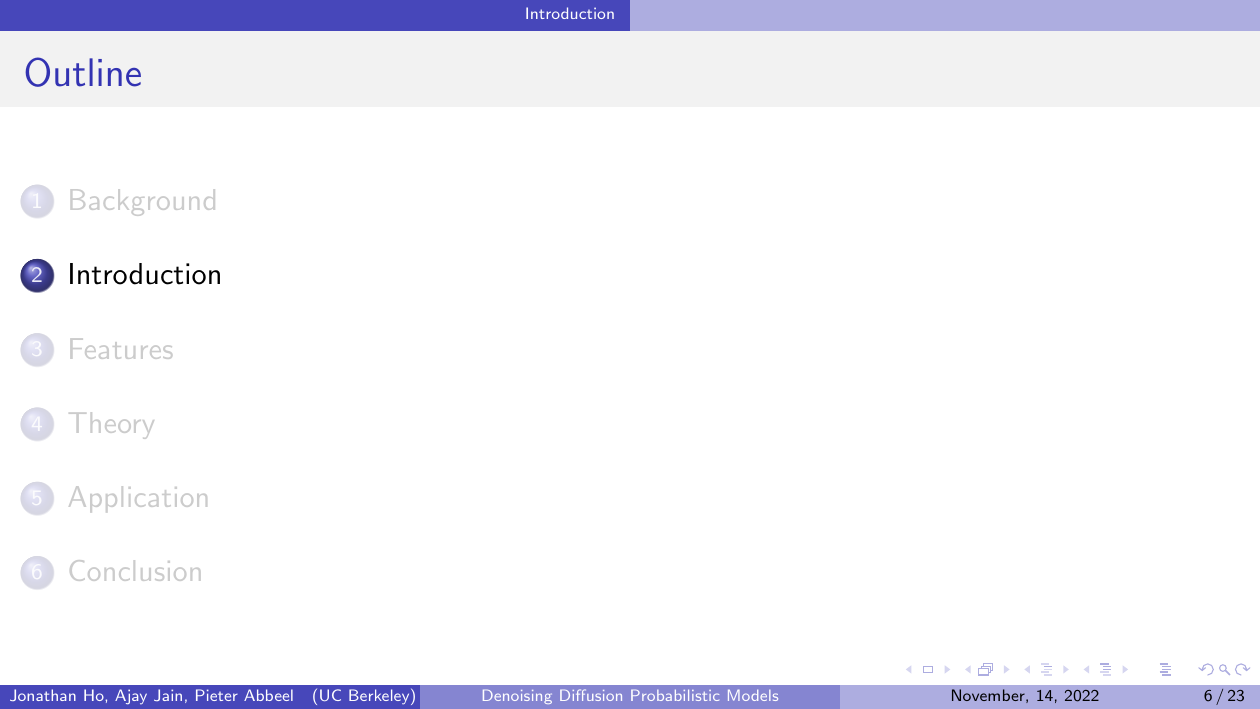 Introduction
Outline
1 Background
2 Introduction
3 Features
4 Theory
5 Application
6 Conclusion
Jonathan Ho, Ajay Jain, Pieter Abbeel (UC Berkeley) Denoising Diffusion Probabilistic Models November, 14, 2022 6 / 23